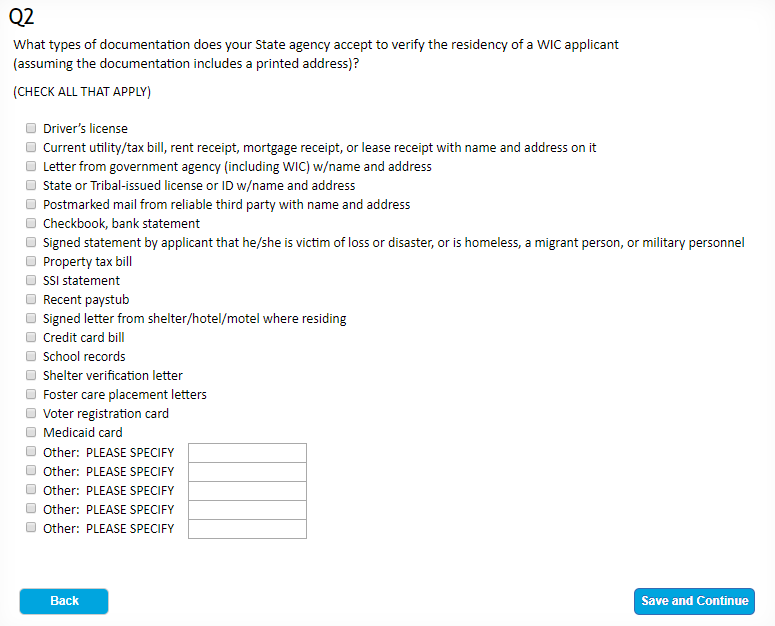 Q2
What types of documentation does your State agency accept to verify the residency of a WIC applicant
(assuming the documentation includes a printed address)?
(CHECK ALL THAT APPLY)
Driver's license
Current utility/tax bill, rent receipt, mortgage receipt, or lease receipt with name and address on it
Letter from government agency (including WIC) w/name and address
State or Tribal-issued license or ID w/name and address
Postmarked mail from reliable third party with name and address
Checkbook, bank statement
Signed statement by applicant that he/she is victim of loss or disaster, or is homeless, a migrant person, or military personnel
Property tax bill
SSI statement
Recent paystub
Signed letter from shelter/hotel/motel where residing
Credit card bill
School records
Shelter verification letter
Foster care placement letters
Voter registration card
Medicaid card
Other: PLEASE SPECIFY
Other: PLEASE SPECIFY
Other: PLEASE SPECIFY
Other: PLEASE SPECIFY
Other: PLEASE SPECIFY
Back
Save and Continue